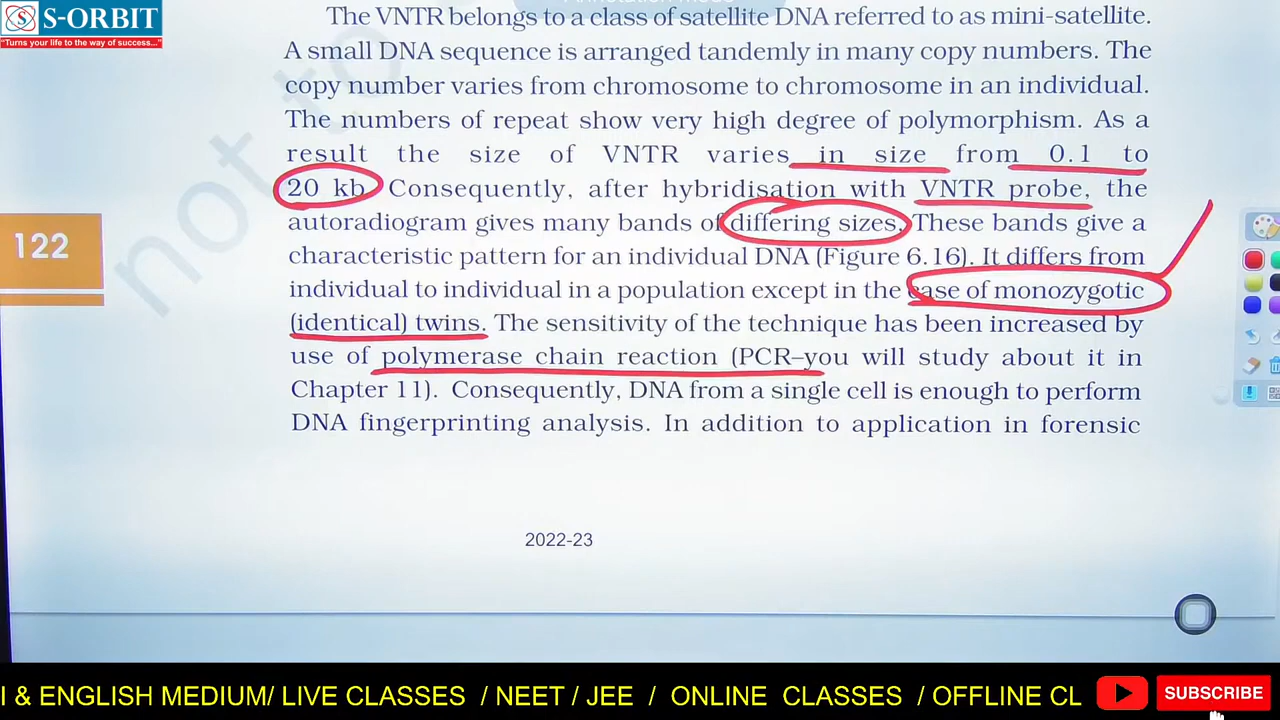 S-ORBIT
"Turns your life to the way of success..."
The VNTR belongs to a class of satellite DNA referred to as mini-satellite.
A small DNA sequence is arranged tandemly in many copy numbers. The
copy number varies from chromosome to chromosome in an individual.
The numbers of repeat show very high degree of polymorphism. As a
result the size of VNTR varies in size from 0.1 to
20 kb. Consequently, after hybridisation with VNTR probe, the
autoradiogram gives many bands of differing sizes. These bands give a
characteristic pattern for an individual DNA (Figure 6.16). It differs from
individual to individual in a population except in the case of monozygotic
(identical) twins. The sensitivity of the technique has been increased by
use of polymerase chain reaction (PCR–you will study about it in
Chapter 11). Consequently, DNA from a single cell is enough to perform
DNA fingerprinting analysis. In addition to application in forensic
122
not to
2022-23
I & ENGLISH MEDIUM/ LIVE CLASSES / NEET / JEE / ONLINE CLASSES / OFFLINE CL
SUBSCRIBE